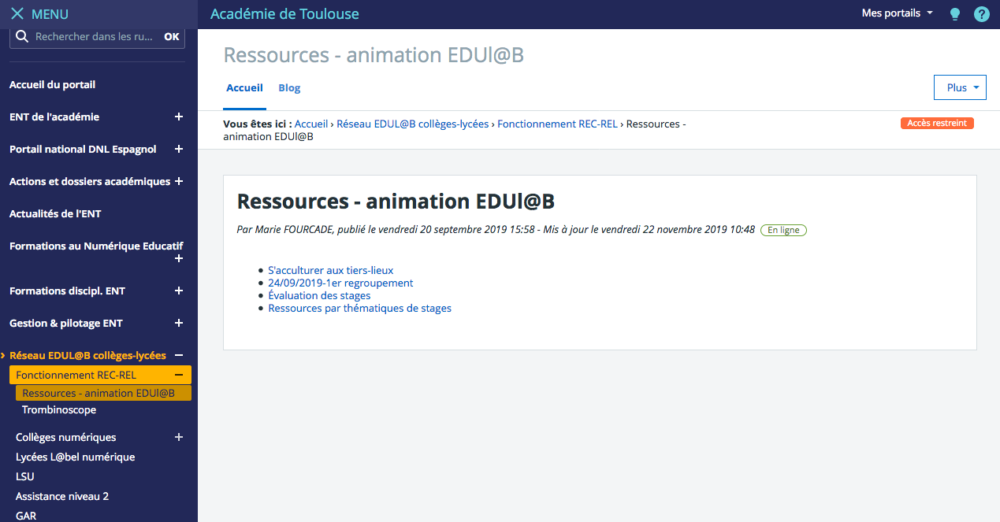 MENU
Académie de Toulouse
Mes portails
?
Rechercher dans les ru... OK
Accueil du portail
ENT de l'académie +
Portail national DNL Espagnol +
Actions et dossiers académiques +
Actualités de l'ENT
Formations au Numérique Educatif
+
Formations discipl. ENT +
Gestion & pilotage ENT +
› Réseau EDUL@B collèges-lycées −
Fonctionnement REC-REL −
Ressources - animation EDUl@B
Trombinoscope
Collèges numériques +
Lycées L@bel numérique
LSU
Assistance niveau 2
GAR
Ressources - animation EDUl@B
Accueil Blog
Plus
Vous êtes ici : Accueil › Réseau EDUL@B collèges-lycées › Fonctionnement REC-REL › Ressources -
animation EDUl@B
Accès restreint
Ressources - animation EDUl@B
Par Marie FOURCADE, publié le vendredi 20 septembre 2019 15:58 - Mis à jour le vendredi 22 novembre 2019 10:48 En ligne
• S'acculturer aux tiers-lieux
• 24/09/2019-1er regroupement
• Évaluation des stages
• Ressources par thématiques de stages